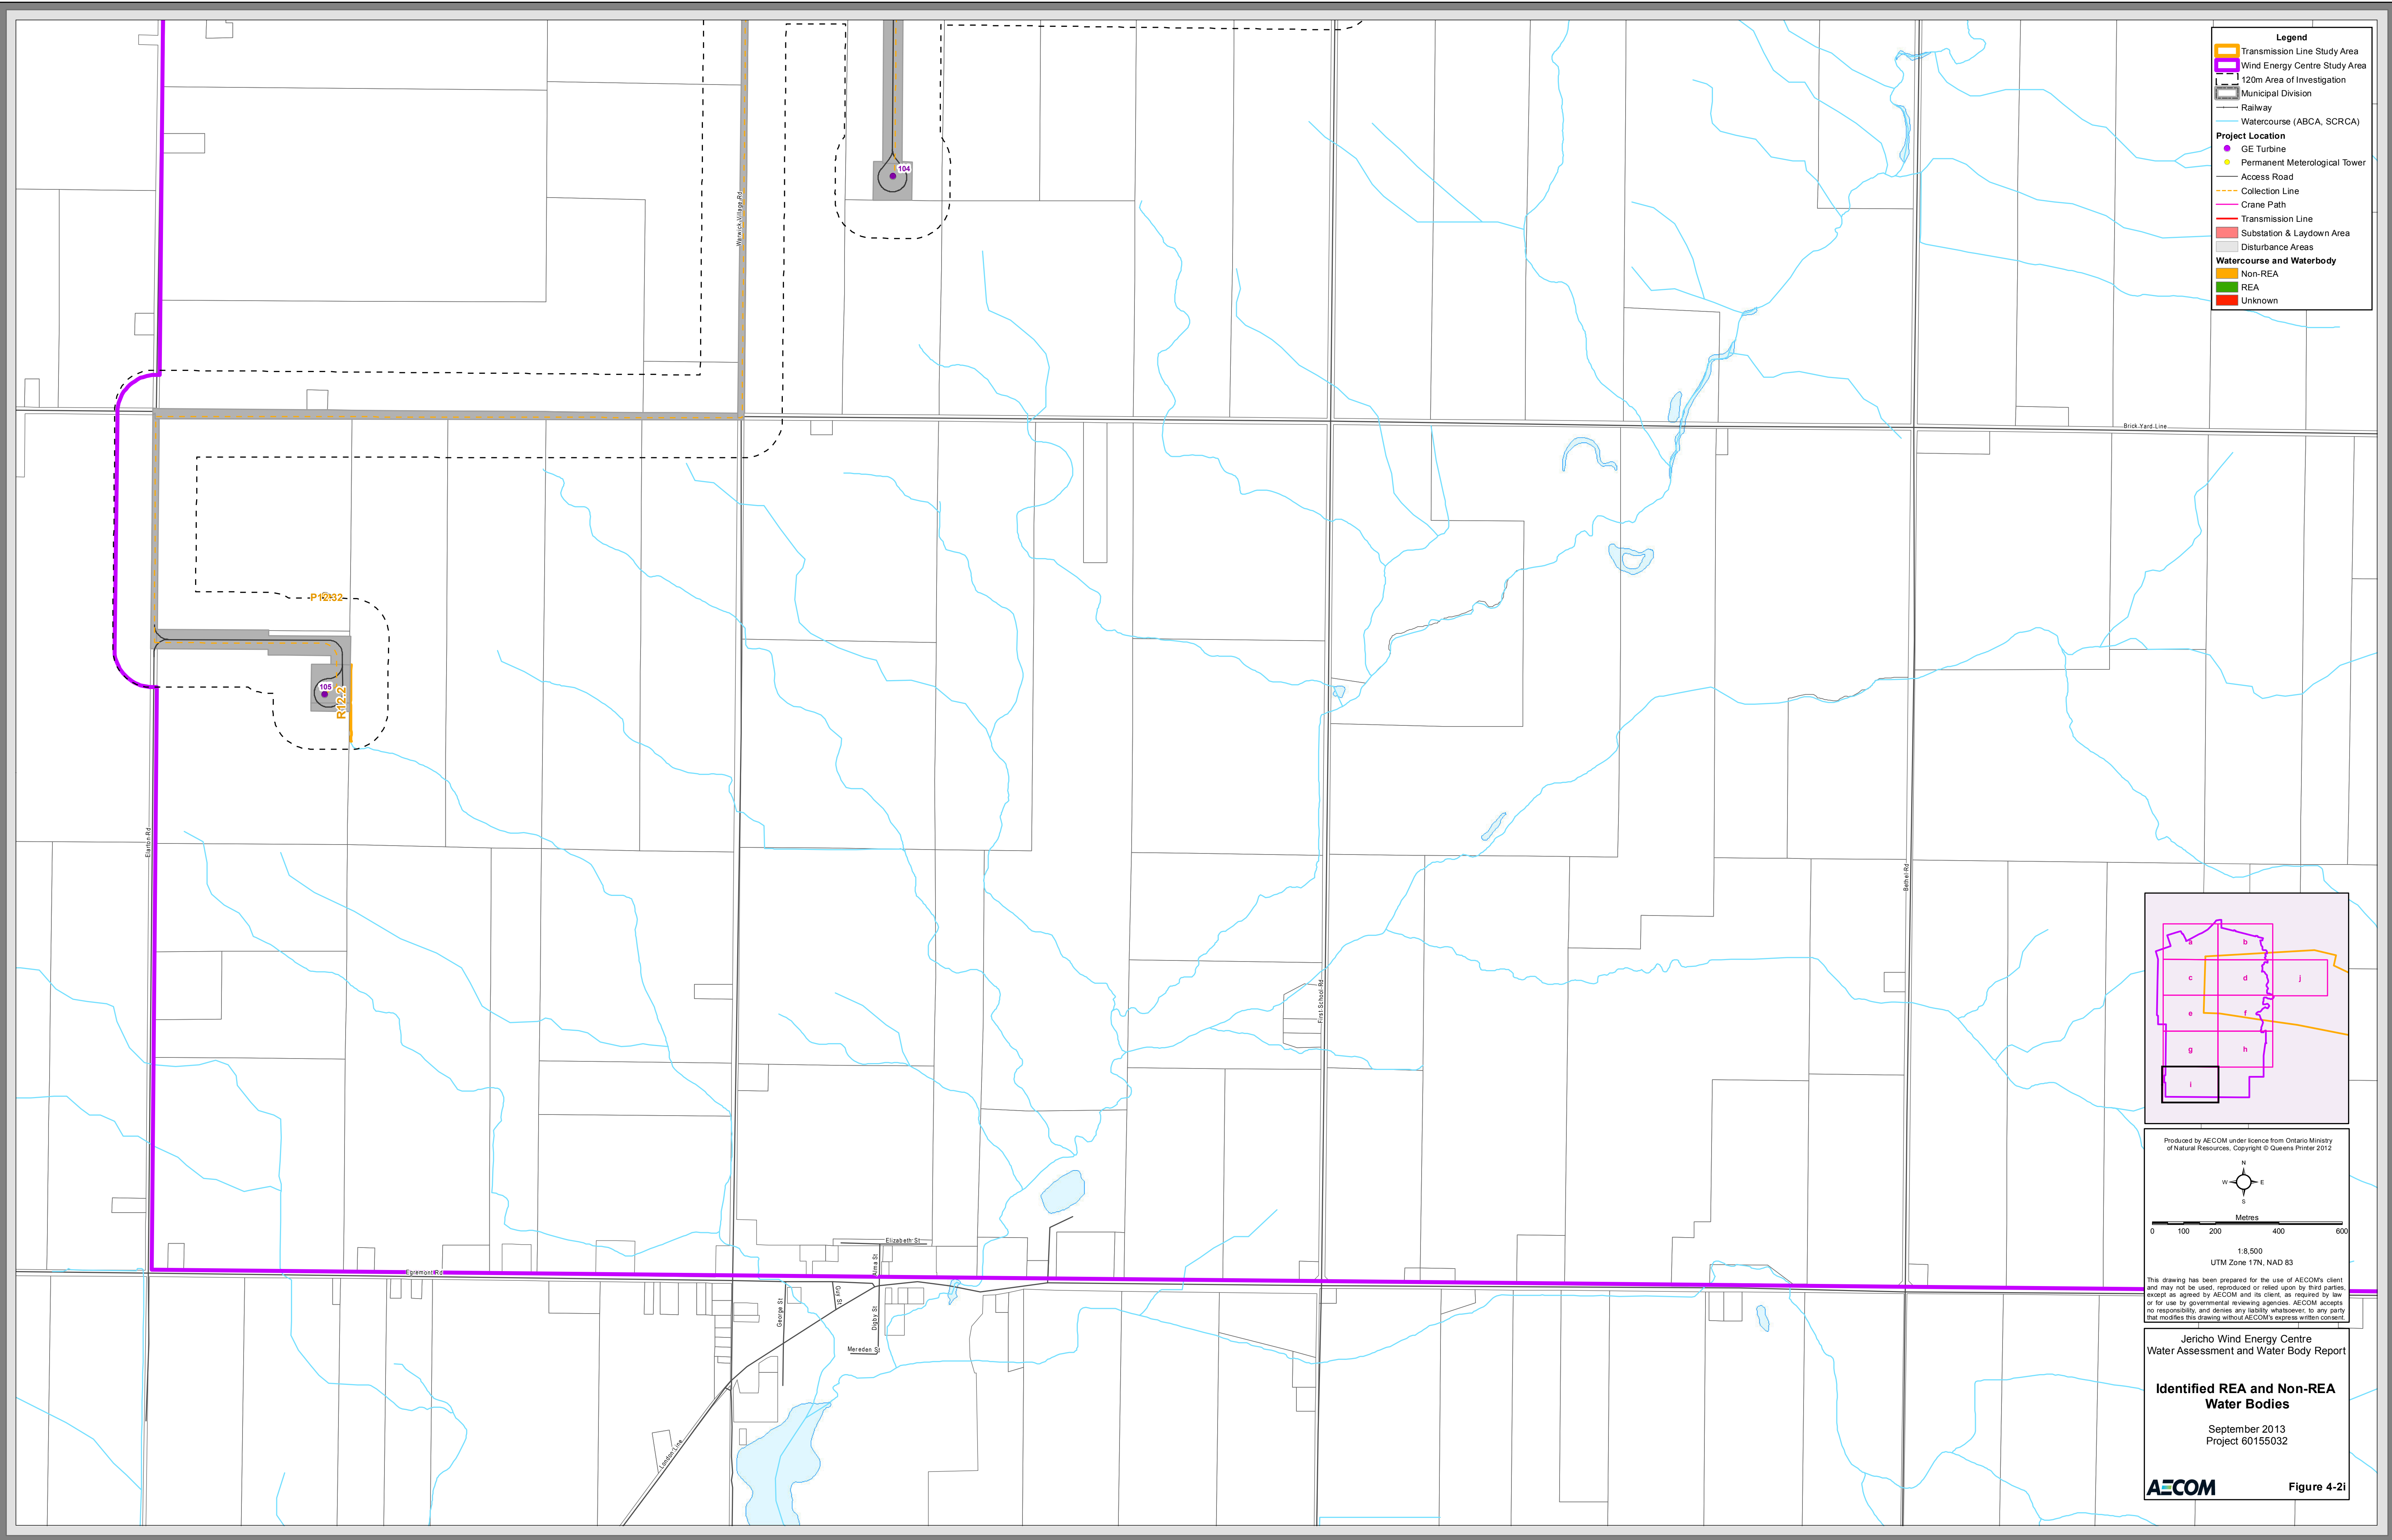 Legend
Transmission Line Study Area
Wind Energy Centre Study Area
120m Area of Investigation
Municipal Division
Railway
Watercourse (ABCA, SCRCA)
Project Location
GE Turbine
Permanent Meterological Tower
Access Road
Collection Line
Crane Path
Transmission Line
Substation & Laydown Area
Disturbance Areas
Watercourse and Waterbody
Non-REA
REA
Unknown
104
Warwick Village Rd
Brick Yard Line
P12.32
105
R12.2
Elarton Rd
Bethel Rd
First School Rd
Elizabeth St
Alma St
Egremont Rd
George St
Guy St
Digby St
Mereden St
London Line
a
b
c
d
j
e
f
g
h
i
Produced by AECOM under licence from Ontario Ministry
of Natural Resources, Copyright © Queens Printer 2012
N
W
E
S
Metres
0 100 200 400 600
1:8,500
UTM Zone 17N, NAD 83
This drawing has been prepared for the use of AECOM's client
and may not be used, reproduced or relied upon by third parties,
except as agreed by AECOM and its client, as required by law
or for use by governmental reviewing agencies. AECOM accepts
no responsibility, and denies any liability whatsoever, to any party
that modifies this drawing without AECOM's express written consent.
Jericho Wind Energy Centre
Water Assessment and Water Body Report
Identified REA and Non-REA
Water Bodies
September 2013
Project 60155032
AECOM
Figure 4-2i